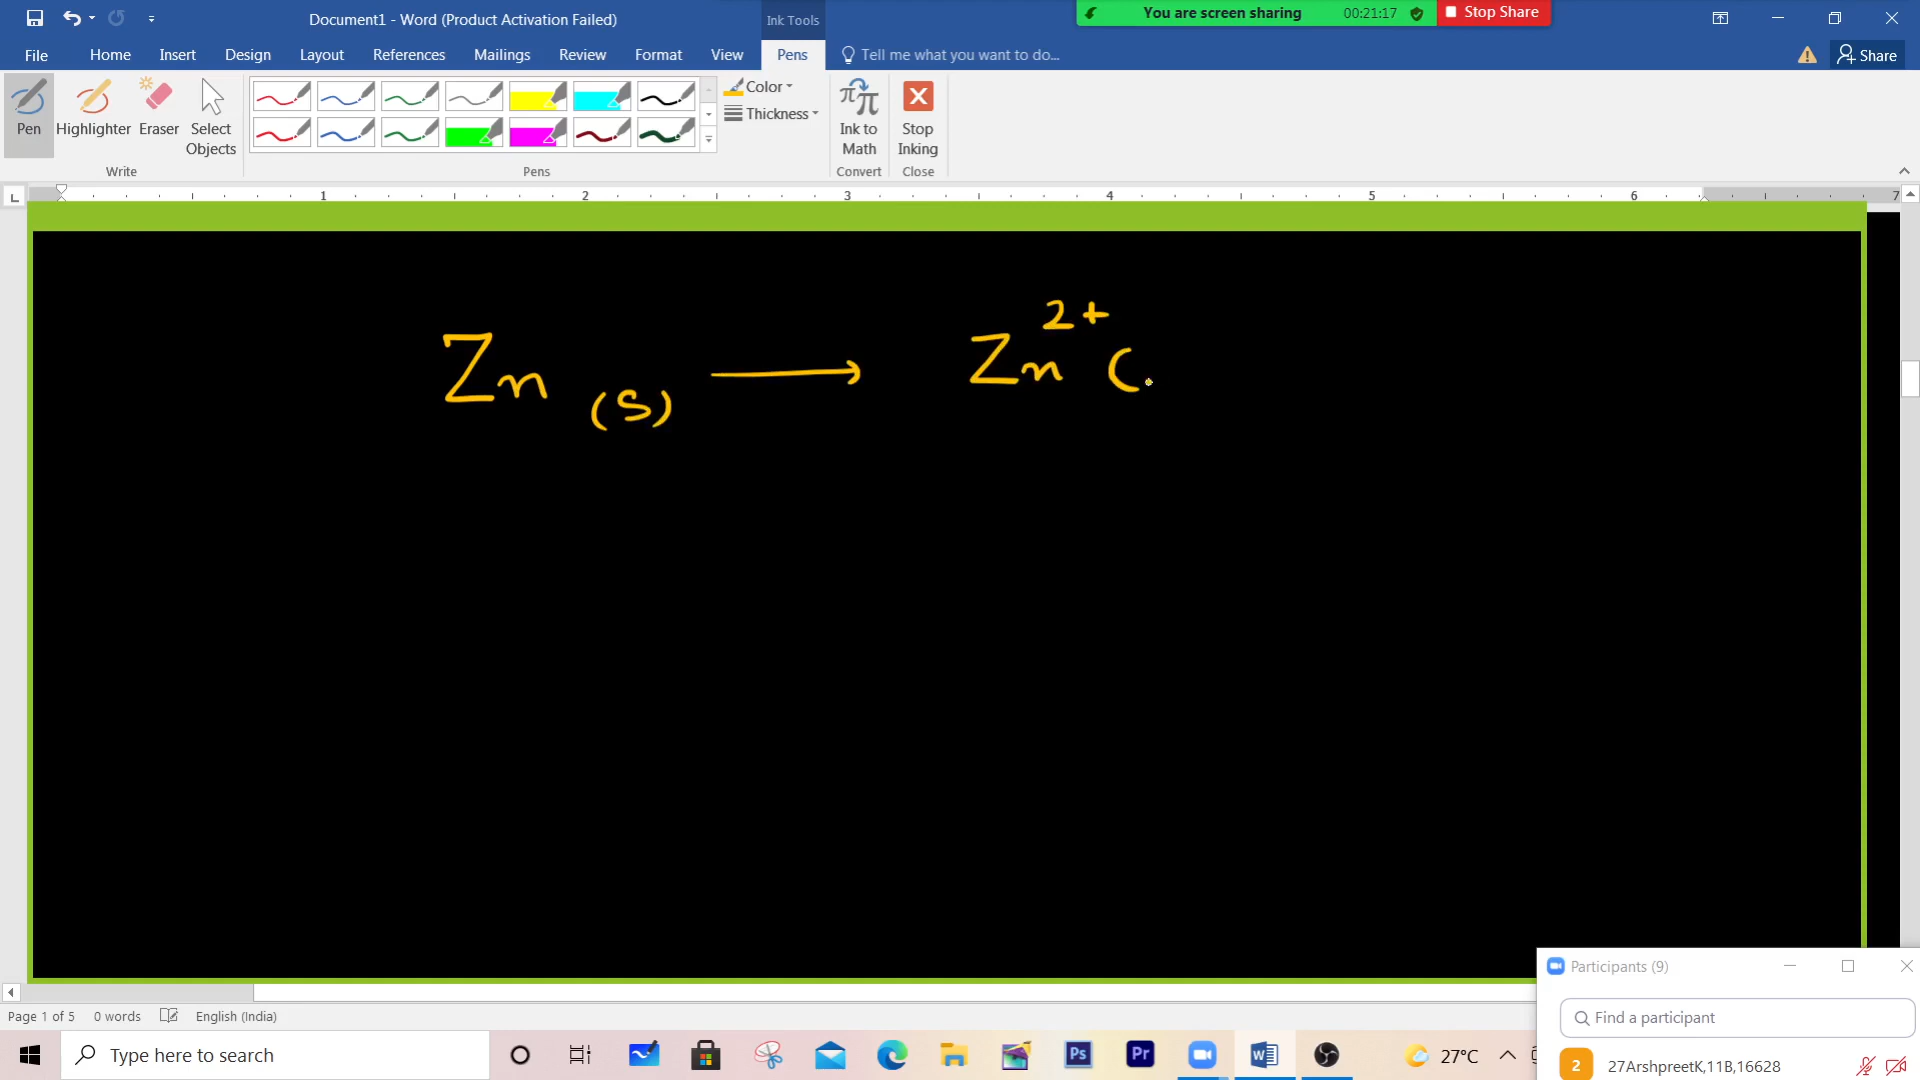 Document1 - Word (Product Activation Failed)
Ink Tools
You are screen sharing
00:21:17
Stop Share
File
Home
Insert
Design
Layout
References
Mailings
Review
Format
View
Pens
Tell me what you want to do...
Share
Pen
Highlighter
Eraser
Select Objects
Color
Thickness
Ink to Math
Stop Inking
Write
Pens
Convert
Close
1 2 3 4 5 6 7
Zn (s) → Zn²⁺ (
Participants (9)
Find a participant
2 27ArshpreetK,11B,16628
Page 1 of 5
0 words
English (India)
Type here to search
Ps
Pr
27°C